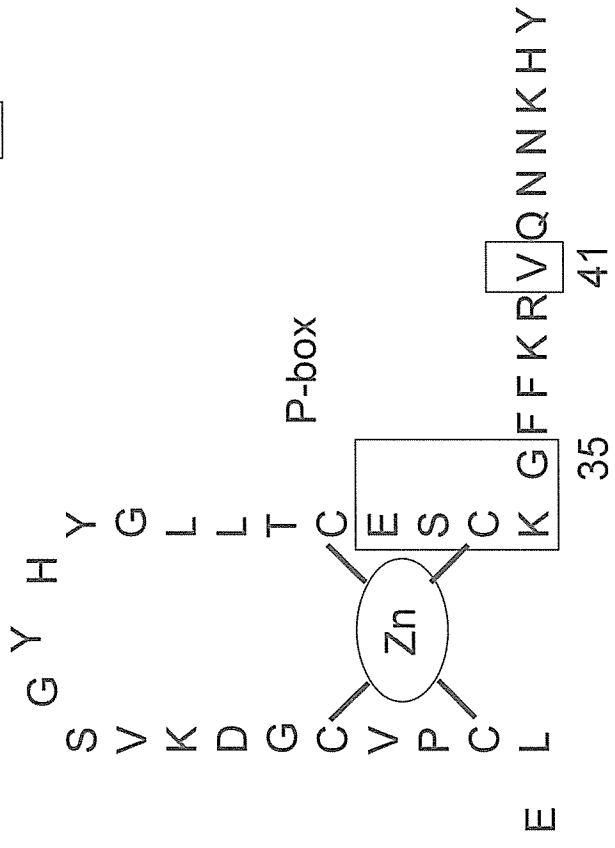 E L C P V C G D K V S G Y H Y G L L T C E S C K G F F K R V Q N N K H Y
Zn
P-box
35
41